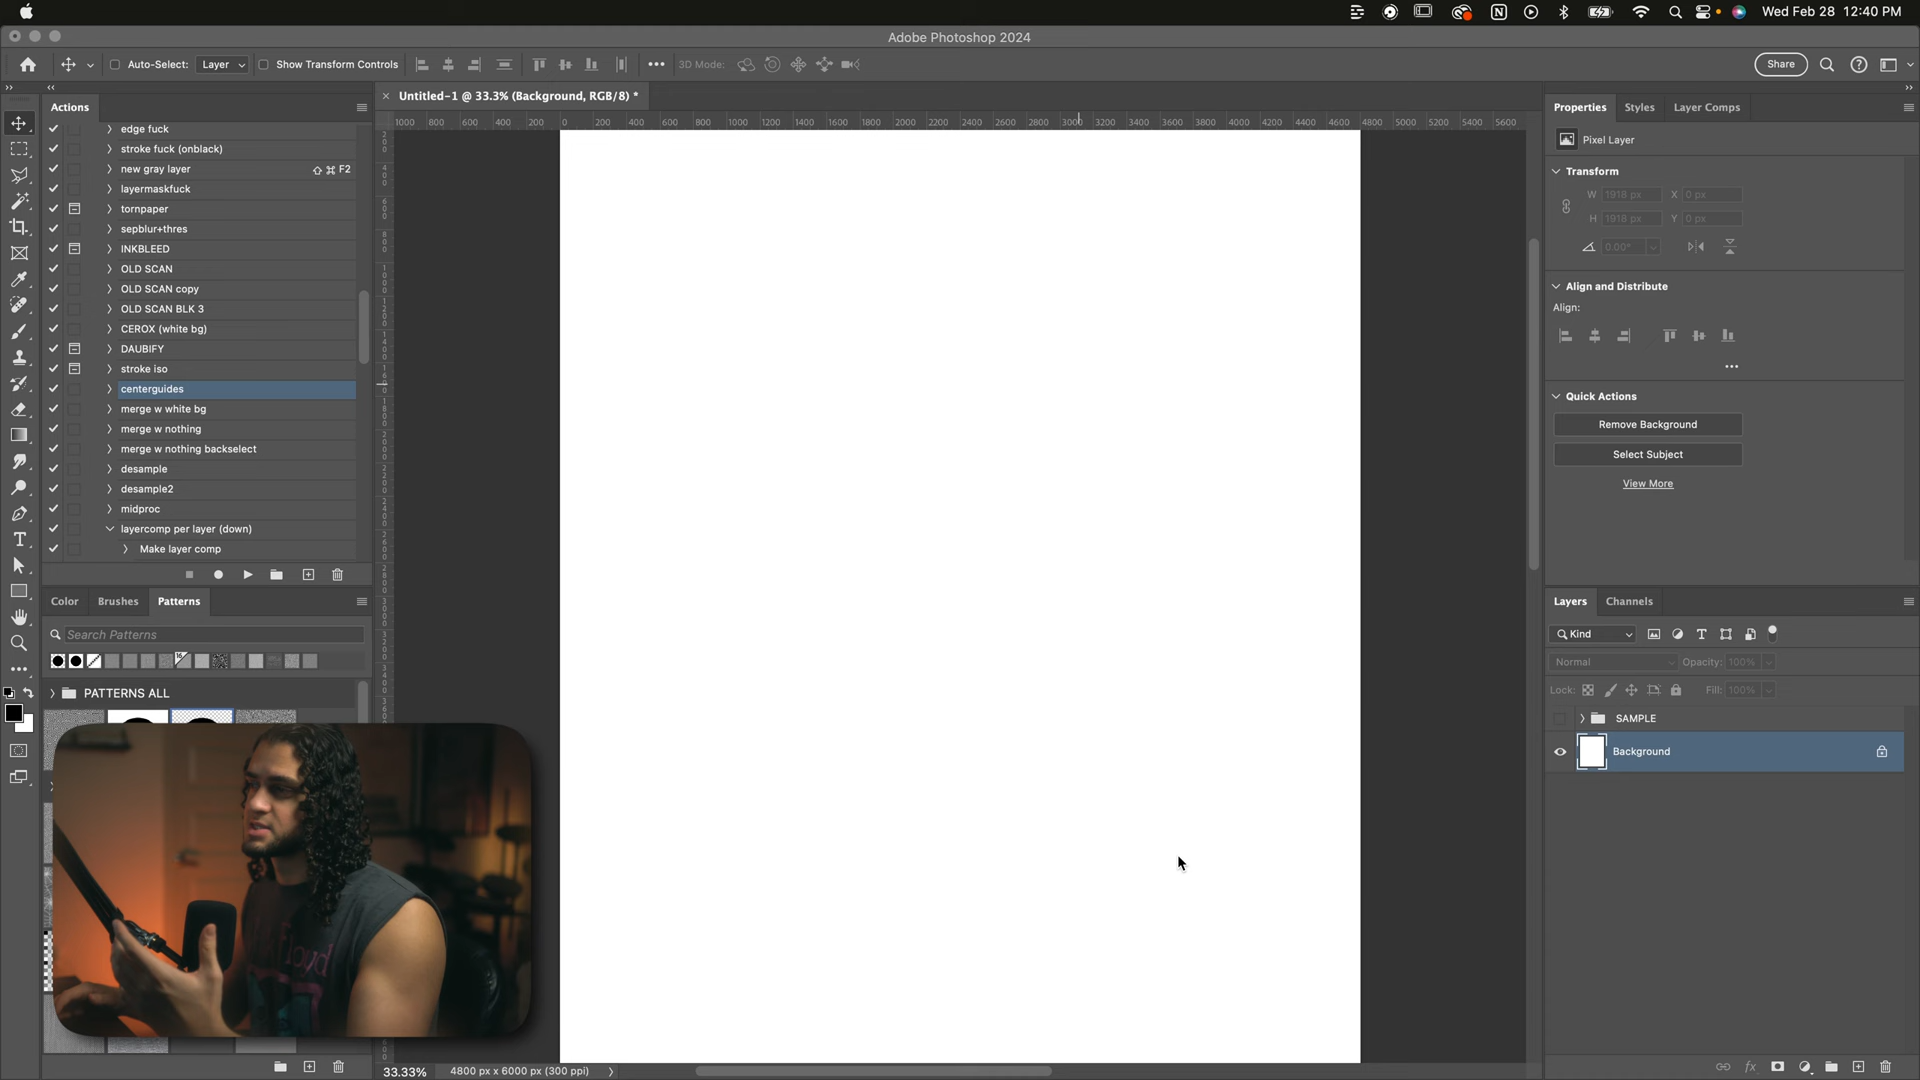 Wed Feb 28 12:40 PM
Adobe Photoshop 2024
Auto-Select:
Layer
Show Transform Controls
3D Mode:
Share
Actions
Untitled-1 @ 33.3% (Background, RGB/8) *
1000 800 600 400 200 0 200 400 600 800 1000 1200 1400 1600 1800 2000 2200 2400 2600 2800 3000 3200 3400 3600 3800 4000 4200 4400 4600 4800 5000 5200 5400 5600
edge fuck
stroke fuck (onblack)
new gray layer
⇧ ⌘ F2
layermaskfuck
tornpaper
sepblur+thres
INKBLEED
OLD SCAN
OLD SCAN copy
OLD SCAN BLK 3
CEROX (white bg)
DAUBIFY
stroke iso
centerguides
merge w white bg
merge w nothing
merge w nothing backselect
desample
desample2
midproc
layercomp per layer (down)
Make layer comp
Color
Brushes
Patterns
Search Patterns
PATTERNS ALL
33.33%
4800 px x 6000 px (300 ppi)
Properties
Styles
Layer Comps
Pixel Layer
Transform
W 1918 px X 0 px
H 1918 px Y 0 px
0.00°
Align and Distribute
Align:
Quick Actions
Remove Background
Select Subject
View More
Layers
Channels
Kind
Normal
Opacity: 100%
Lock:
Fill: 100%
SAMPLE
Background